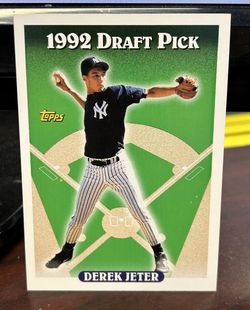 1992 DRAFT PICK
Topps
NY
DEREK JETER